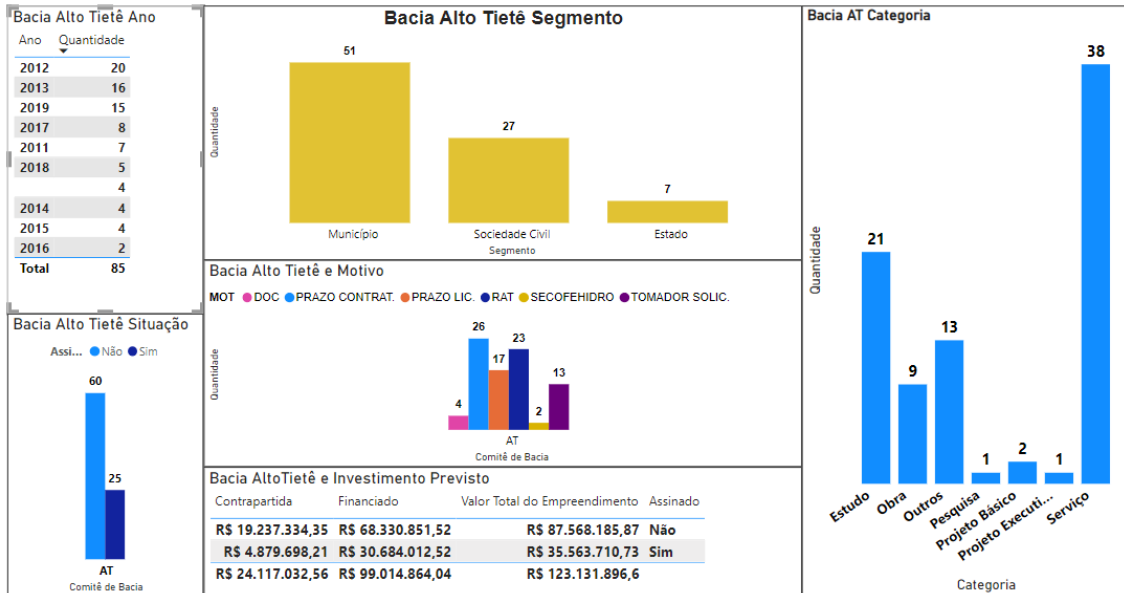 Bacia Alto Tietê Ano
Ano Quantidade
2012 20
2013 16
2019 15
2017 8
2011 7
2018 5
4
2014 4
2015 4
2016 2
Total 85
Bacia Alto Tietê Situação
Assi... Não Sim
60
25
AT
Comitê de Bacia
Bacia Alto Tietê Segmento
Quantidade
51
27
7
Município Sociedade Civil Estado
Segmento
Bacia Alto Tietê e Motivo
MOT DOC PRAZO CONTRAT. PRAZO LIC. RAT SECOFEHIDRO TOMADOR SOLIC.
Quantidade
4 26 17 23 2 13
AT
Comitê de Bacia
Bacia AltoTietê e Investimento Previsto
Contrapartida Financiado Valor Total do Empreendimento Assinado
R$ 19.237.334,35 R$ 68.330.851,52 R$ 87.568.185,87 Não
R$ 4.879.698,21 R$ 30.684.012,52 R$ 35.563.710,73 Sim
R$ 24.117.032,56 R$ 99.014.864,04 R$ 123.131.896,6
Bacia AT Categoria
Quantidade
21 9 13 1 2 1 38
Estudo
Obra
Outros
Pesquisa
Projeto Básico
Projeto Executi...
Serviço
Categoria